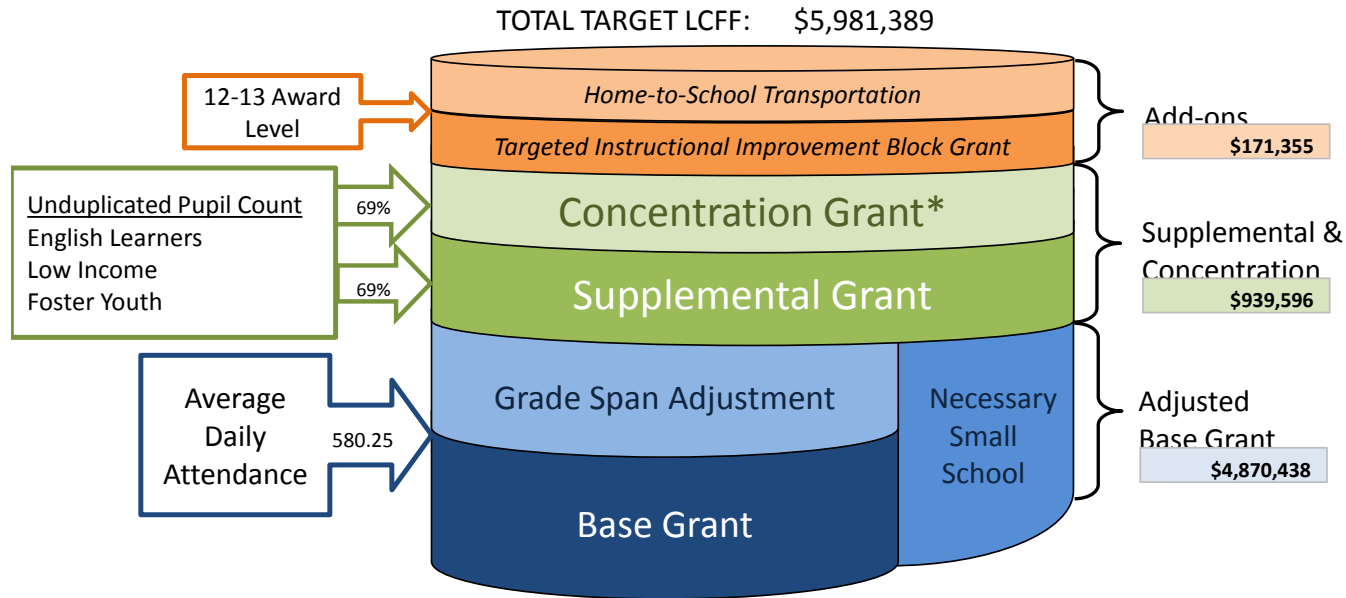 TOTAL TARGET LCFF: $5,981,389
12-13 Award
Level
Home-to-School Transportation
Targeted Instructional Improvement Block Grant
Add-ons
$171,355
Unduplicated Pupil Count
English Learners
Low Income
Foster Youth
69%
69%
Concentration Grant*
Supplemental Grant
Supplemental &
Concentration
$939,596
Average
Daily
Attendance
580.25
Grade Span Adjustment
Base Grant
Necessary
Small
School
Adjusted
Base Grant
$4,870,438